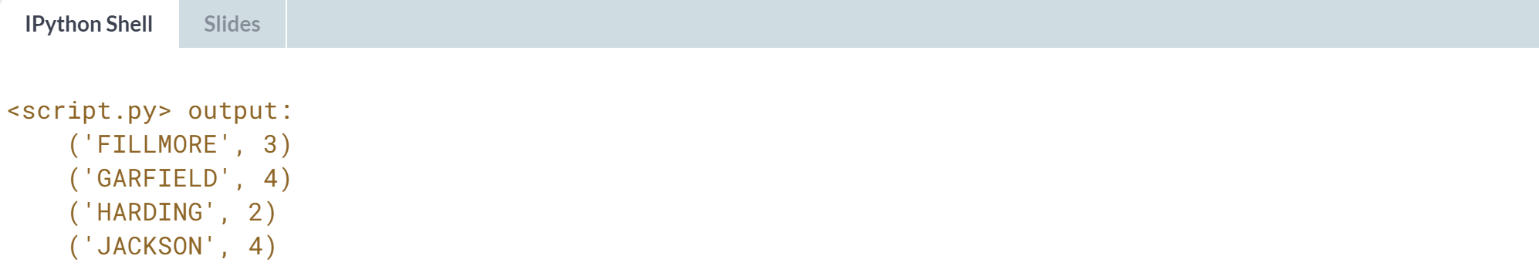 IPython Shell Slides
<script.py> output:
('FILLMORE', 3)
('GARFIELD', 4)
('HARDING', 2)
('JACKSON', 4)